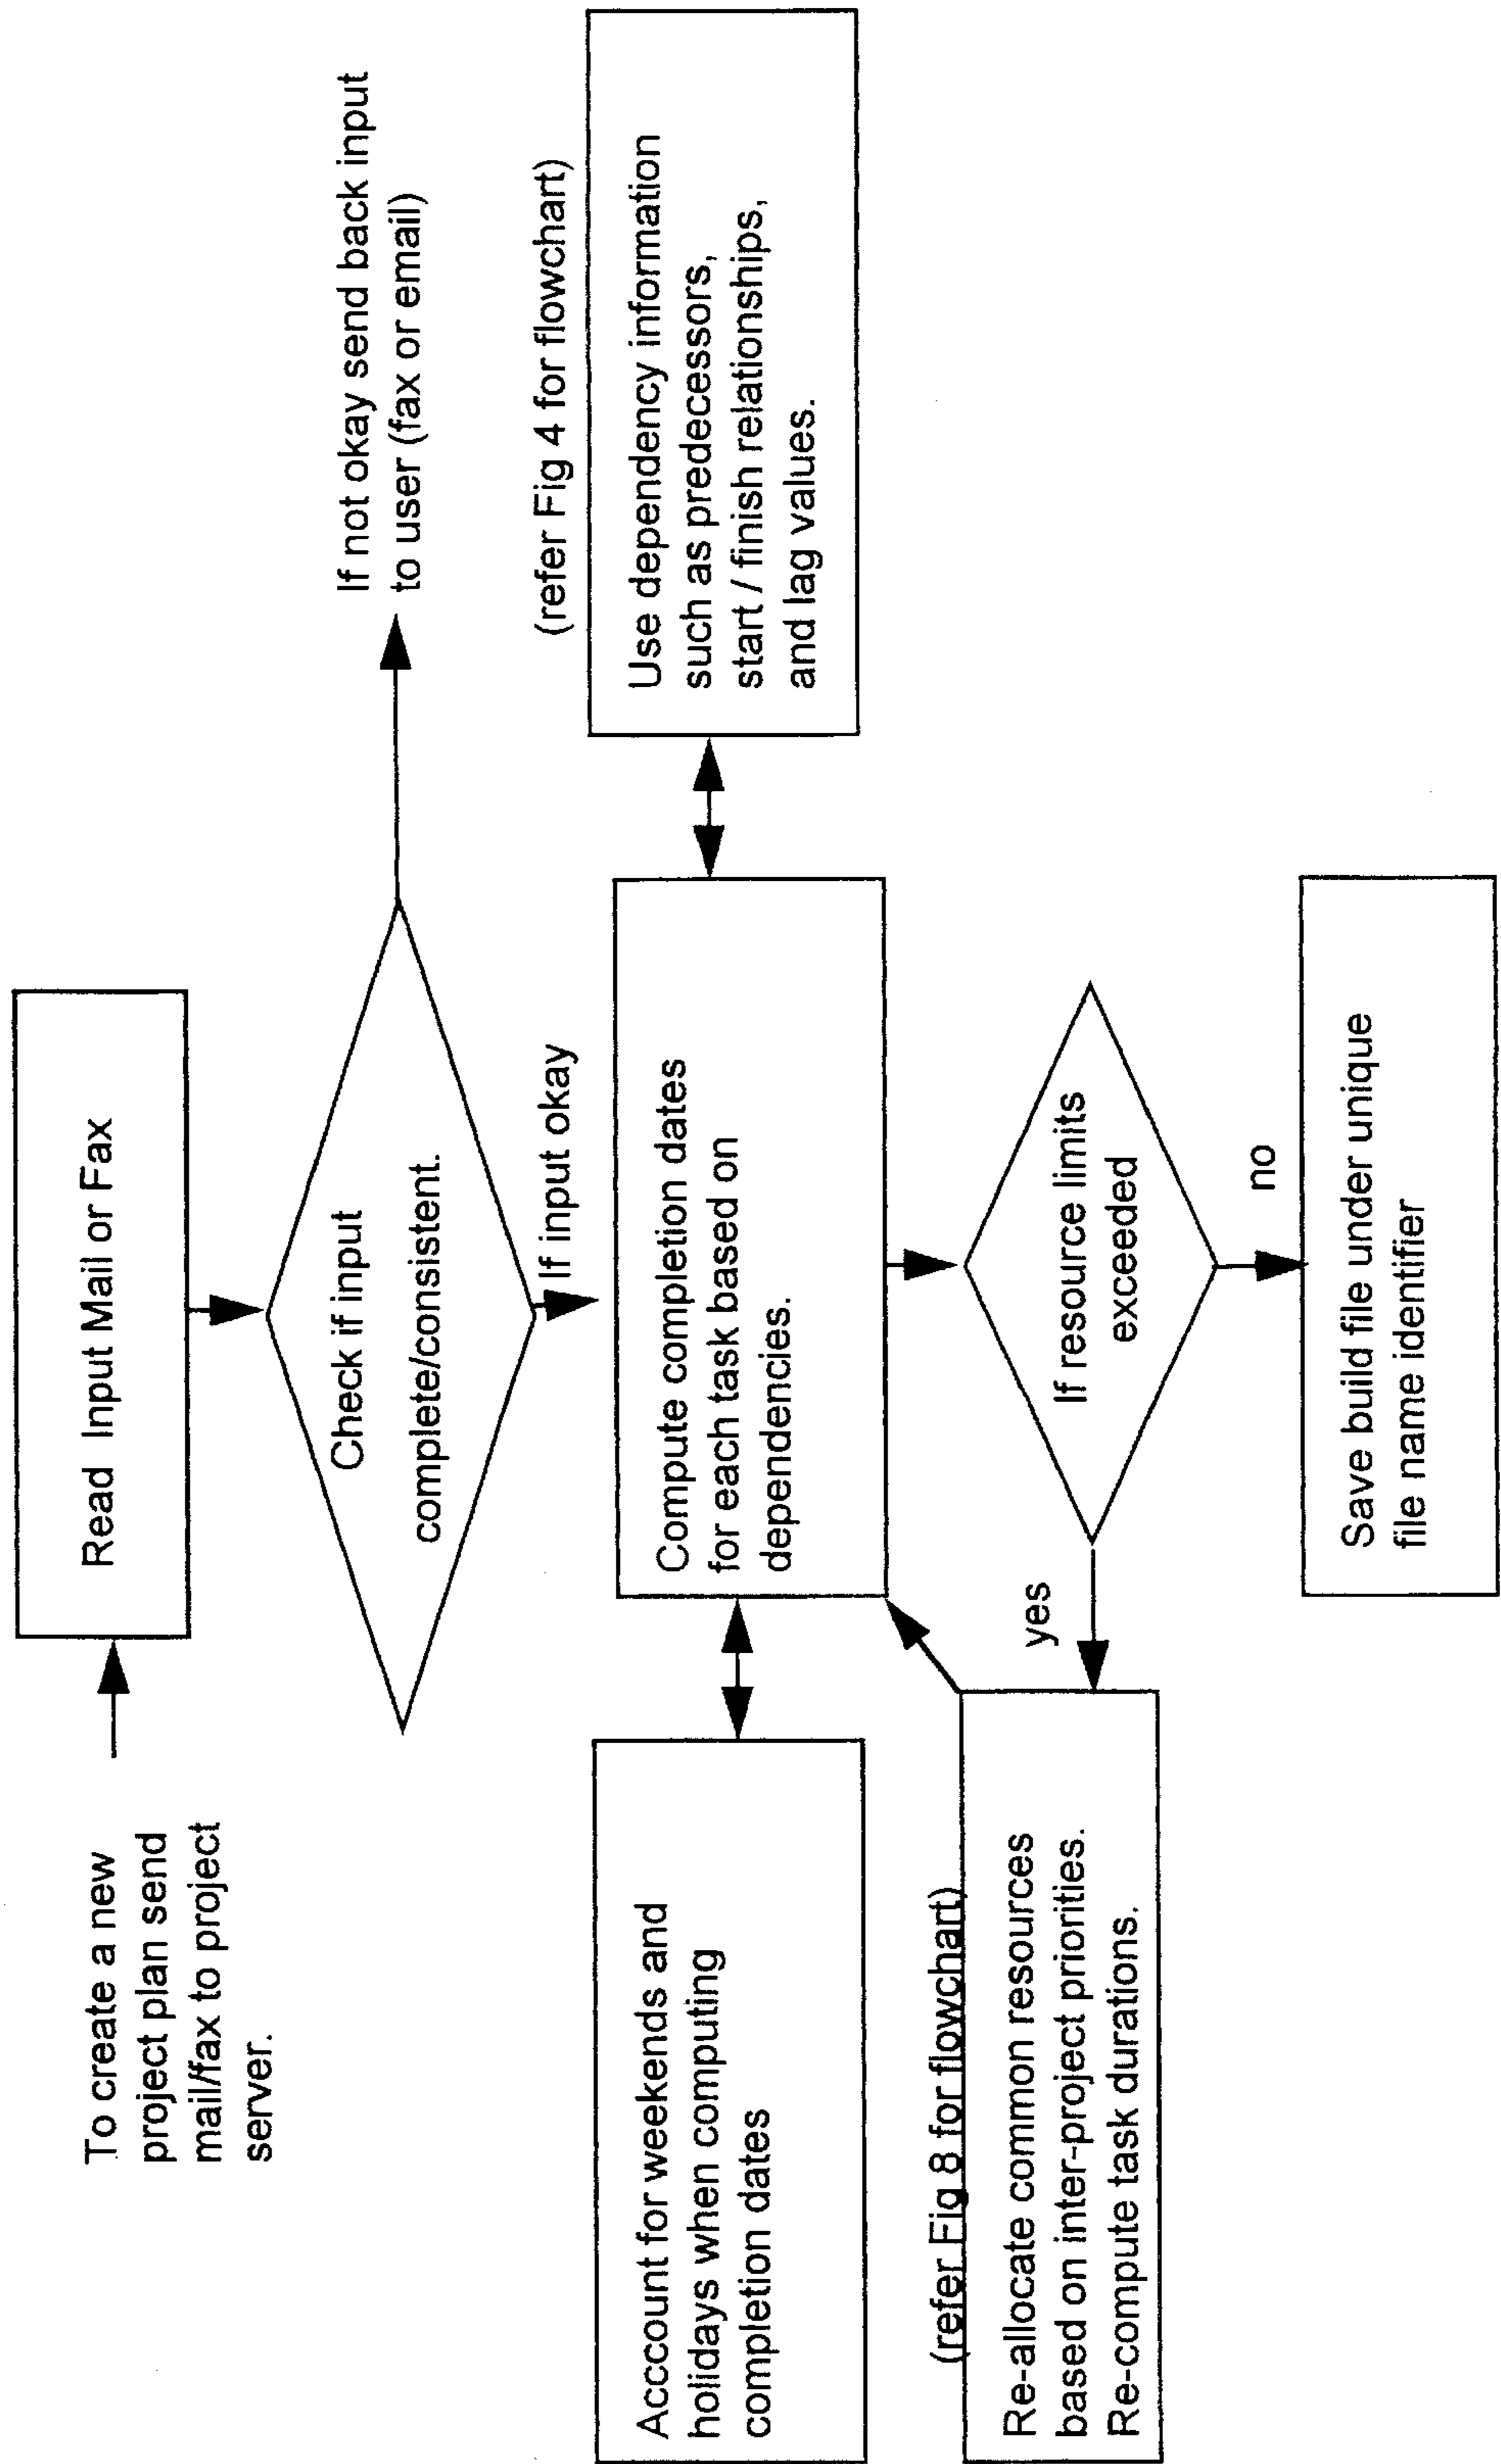 To create a new
project plan send
mail/fax to project
server.
Read Input Mail or Fax
Check if input
complete/consistent.
If not okay send back input
to user (fax or email)
If input okay
(refer Fig 4 for flowchart)
Account for weekends and
holidays when computing
completion dates
Compute completion dates
for each task based on
dependencies.
Use dependency information
such as predecessors,
start / finish relationships,
and lag values.
(refer Fig 8 for flowchart)
Re-allocate common resources
based on inter-project priorities.
Re-compute task durations.
yes
If resource limits
exceeded
no
Save build file under unique
file name identifier